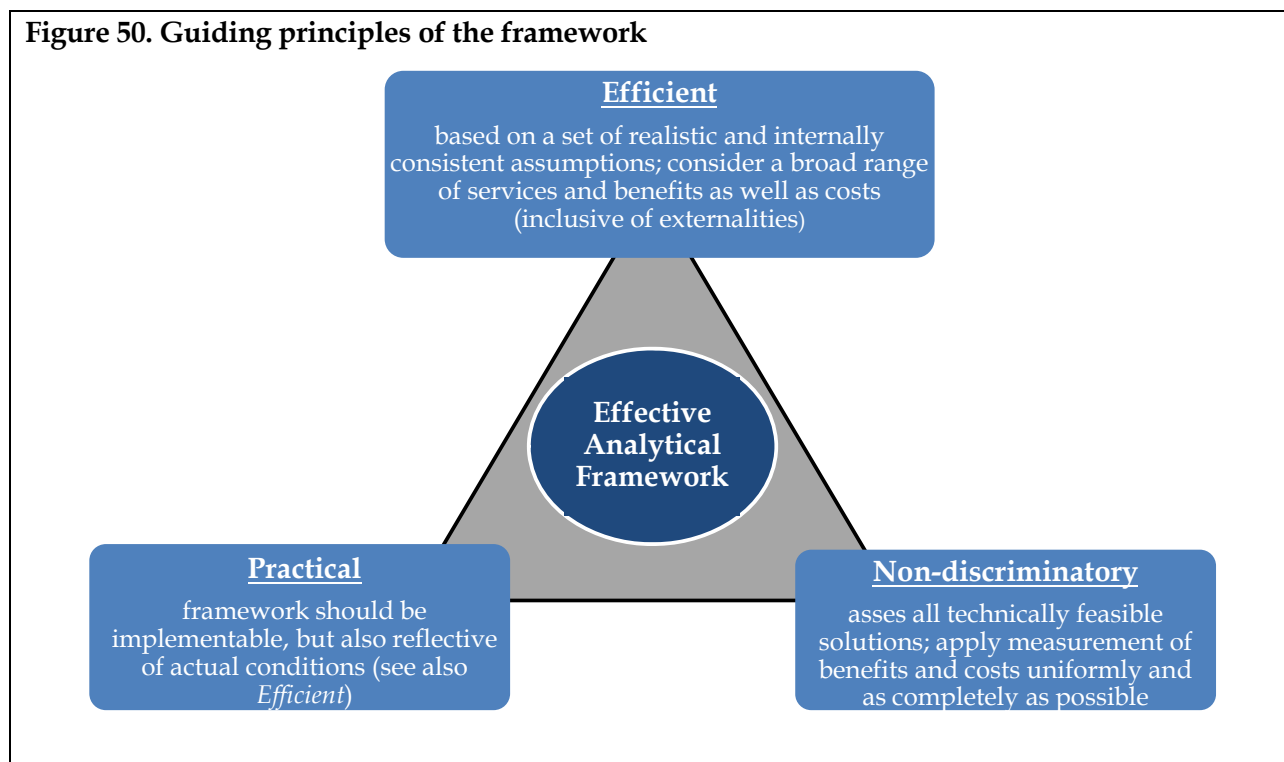 Figure 50. Guiding principles of the framework
Efficient
based on a set of realistic and internally
consistent assumptions; consider a broad range
of services and benefits as well as costs
(inclusive of externalities)
Effective
Analytical
Framework
Practical
framework should be
implementable, but also reflective
of actual conditions (see also
Efficient)
Non-discriminatory
asses all technically feasible
solutions; apply measurement of
benefits and costs uniformly and
as completely as possible